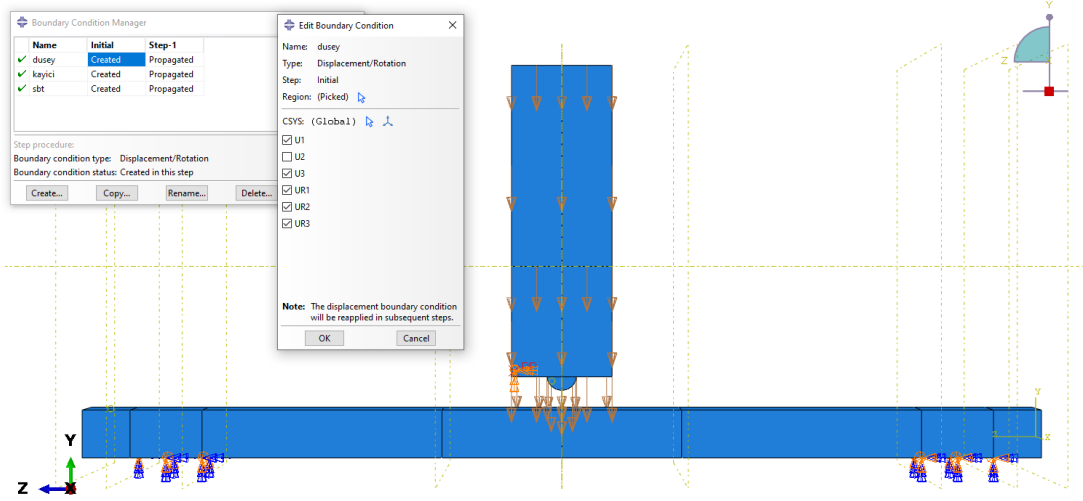 Boundary Condition Manager
Name Initial Step-1
dusey Created Propagated
kayici Created Propagated
sbt Created Propagated
Step procedure:
Boundary condition type: Displacement/Rotation
Boundary condition status: Created in this step
Create... Copy... Rename... Delete...
Edit Boundary Condition
Name: dusey
Type: Displacement/Rotation
Step: Initial
Region: (Picked)
CSYS: (Global)
U1
U2
U3
UR1
UR2
UR3
Note: The displacement boundary condition
will be reapplied in subsequent steps.
OK Cancel
Y
Z
Y
X
Y
Z X